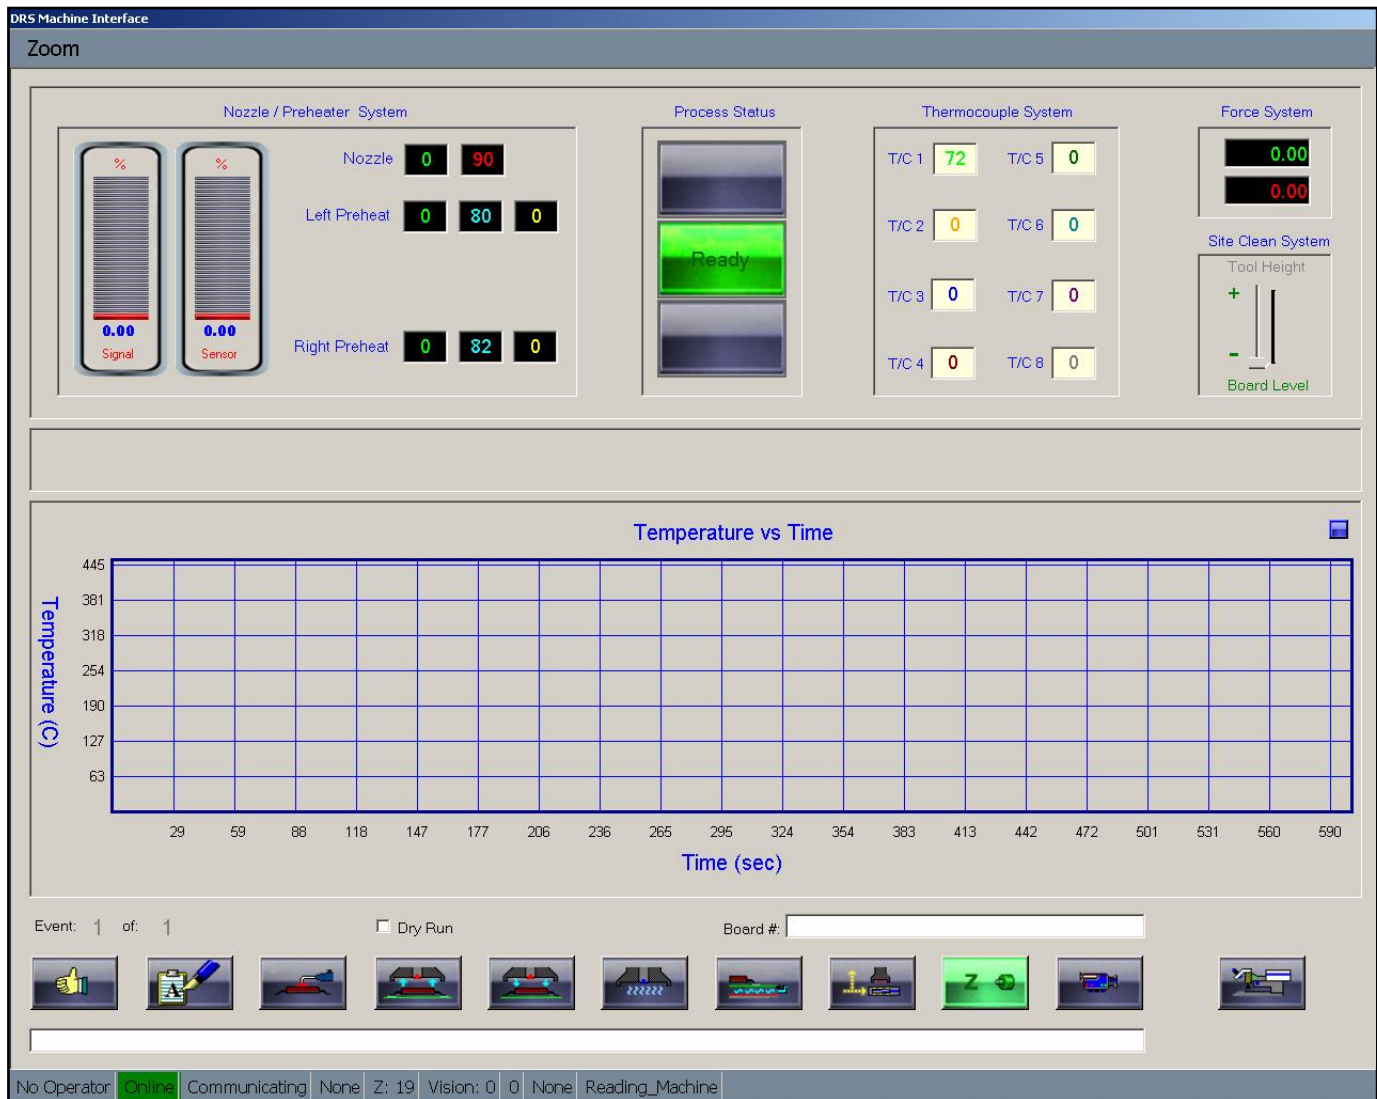 DRS Machine Interface
Zoom
Nozzle / Preheater System
Process Status
Thermocouple System
Force System
%
%
Nozzle 0 90
Left Preheat 0 80 0
Right Preheat 0 82 0
0.00
Signal
0.00
Sensor
Ready
T/C 1 72 T/C 5 0
T/C 2 0 T/C 6 0
T/C 3 0 T/C 7 0
T/C 4 0 T/C 8 0
0.00
0.00
Site Clean System
Tool Height
+
-
Board Level
Temperature vs Time
Temperature (C)
445
381
318
254
190
127
63
29 59 88 118 147 177 206 236 265 295 324 354 383 413 442 472 501 531 560 590
Time (sec)
Event: 1 of: 1
Dry Run
Board #:
A
Z
No Operator Online Communicating None Z: 19 Vision: 0 0 None Reading_Machine